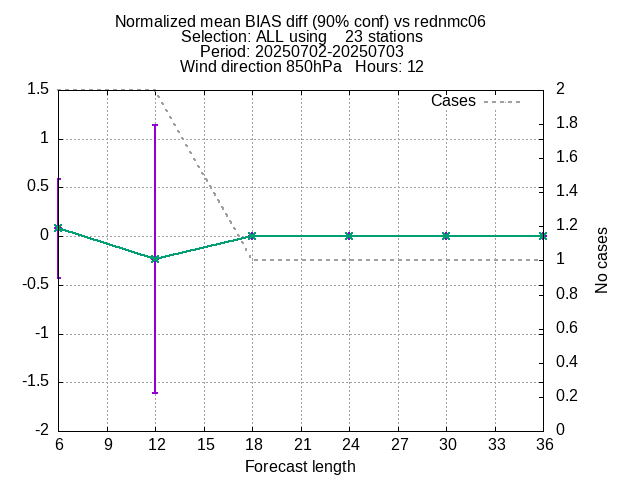 Normalized mean BIAS diff (90% conf) vs rednmc06
Selection: ALL using    23 stations
Period: 20250702-20250703
Wind direction 850hPa   Hours: 12
Cases
1.5
1
0.5
0
-0.5
-1
-1.5
-2
2
1.8
1.6
1.4
1.2
1
0.8
0.6
0.4
0.2
0
No cases
6 9 12 15 18 21 24 27 30 33 36
Forecast length